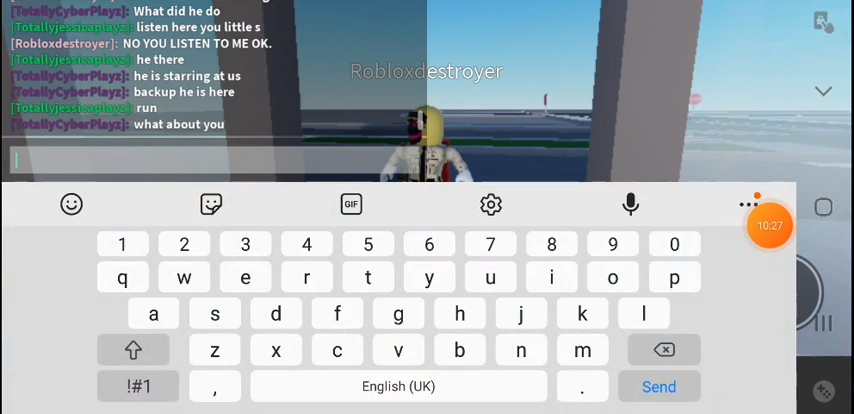 [TotallyCyberPlayz]: What did he do
[Totallyjessicaplayz]: listen here you little s
[Robloxdestroyer]: NO YOU LISTEN TO ME OK.
[Totallyjessicaplayz]: he there
[TotallyCyberPlayz]: he is starring at us
[TotallyCyberPlayz]: backup he is here
[Totallyjessicaplayz]: run
[TotallyCyberPlayz]: what about you
Robloxdestroyer
GIF
10:27
1 2 3 4 5 6 7 8 9 0
q w e r t y u i o p
a s d f g h j k l
z x c v b n m
!#1 , English (UK) . Send